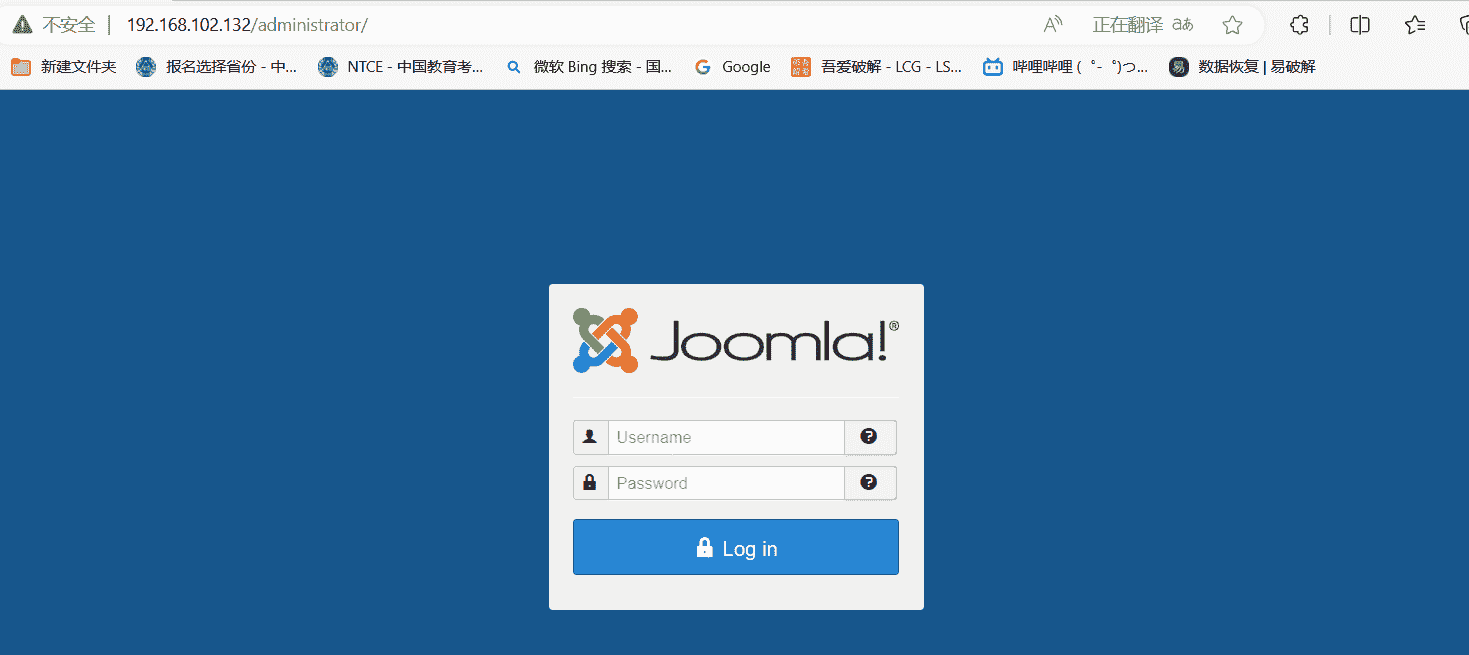 不安全 192.168.102.132/administrator/ 正在翻译
新建文件夹 报名选择省份 - 中... NTCE - 中国教育考... 微软 Bing 搜索 - 国... Google 吾爱破解 - LCG - LS... 哔哩哔哩 ( ゜- ゜)つ... 数据恢复 | 易破解
Joomla!®
Username
Password
Log in